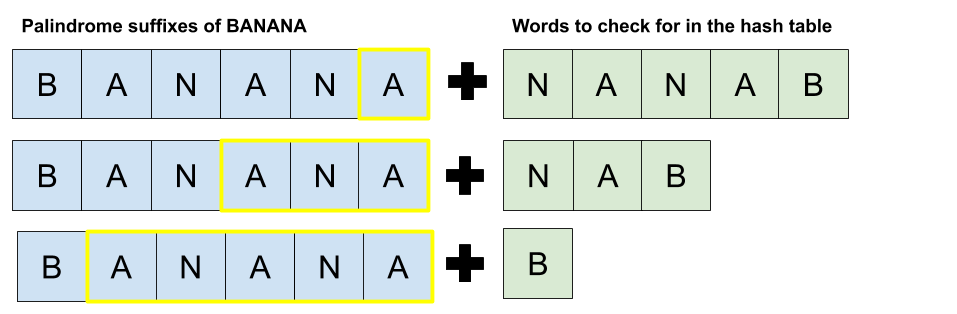 Palindrome suffixes of BANANA Words to check for in the hash table
B A N A N A + N A N A B
B A N A N A + N A B
B A N A N A + B